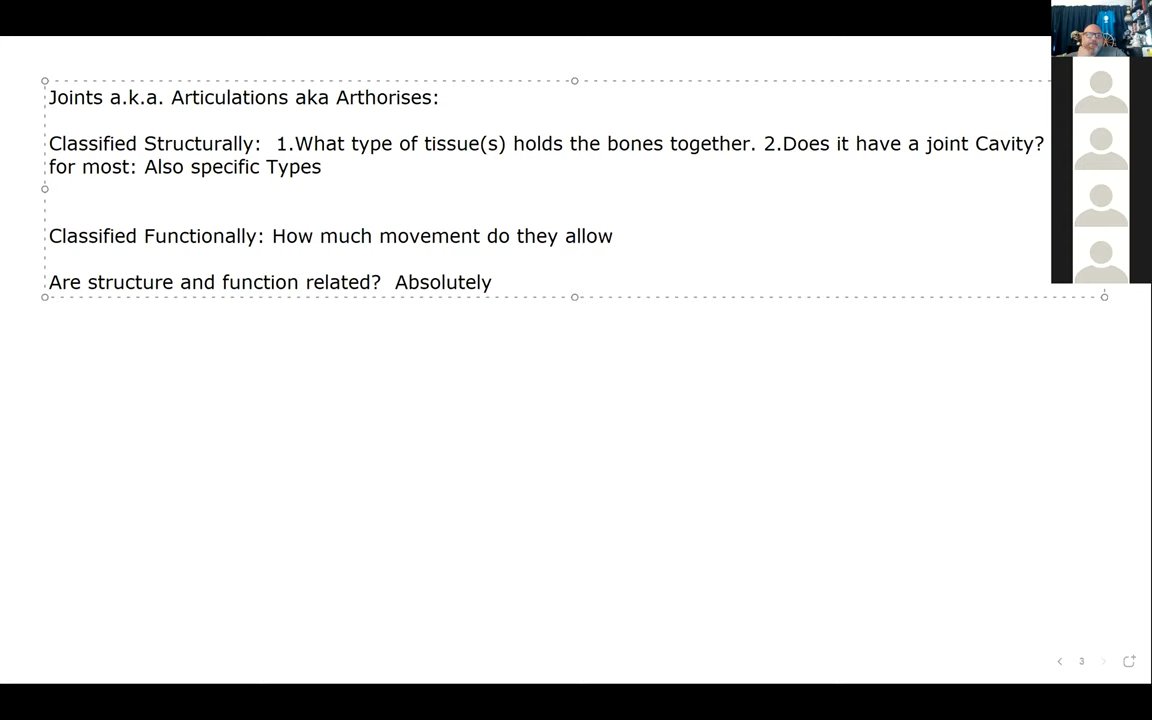 Joints a.k.a. Articulations aka Arthorises:
Classified Structurally:  1.What type of tissue(s) holds the bones together. 2.Does it have a joint Cavity?
for most: Also specific Types
Classified Functionally: How much movement do they allow
Are structure and function related?  Absolutely
3